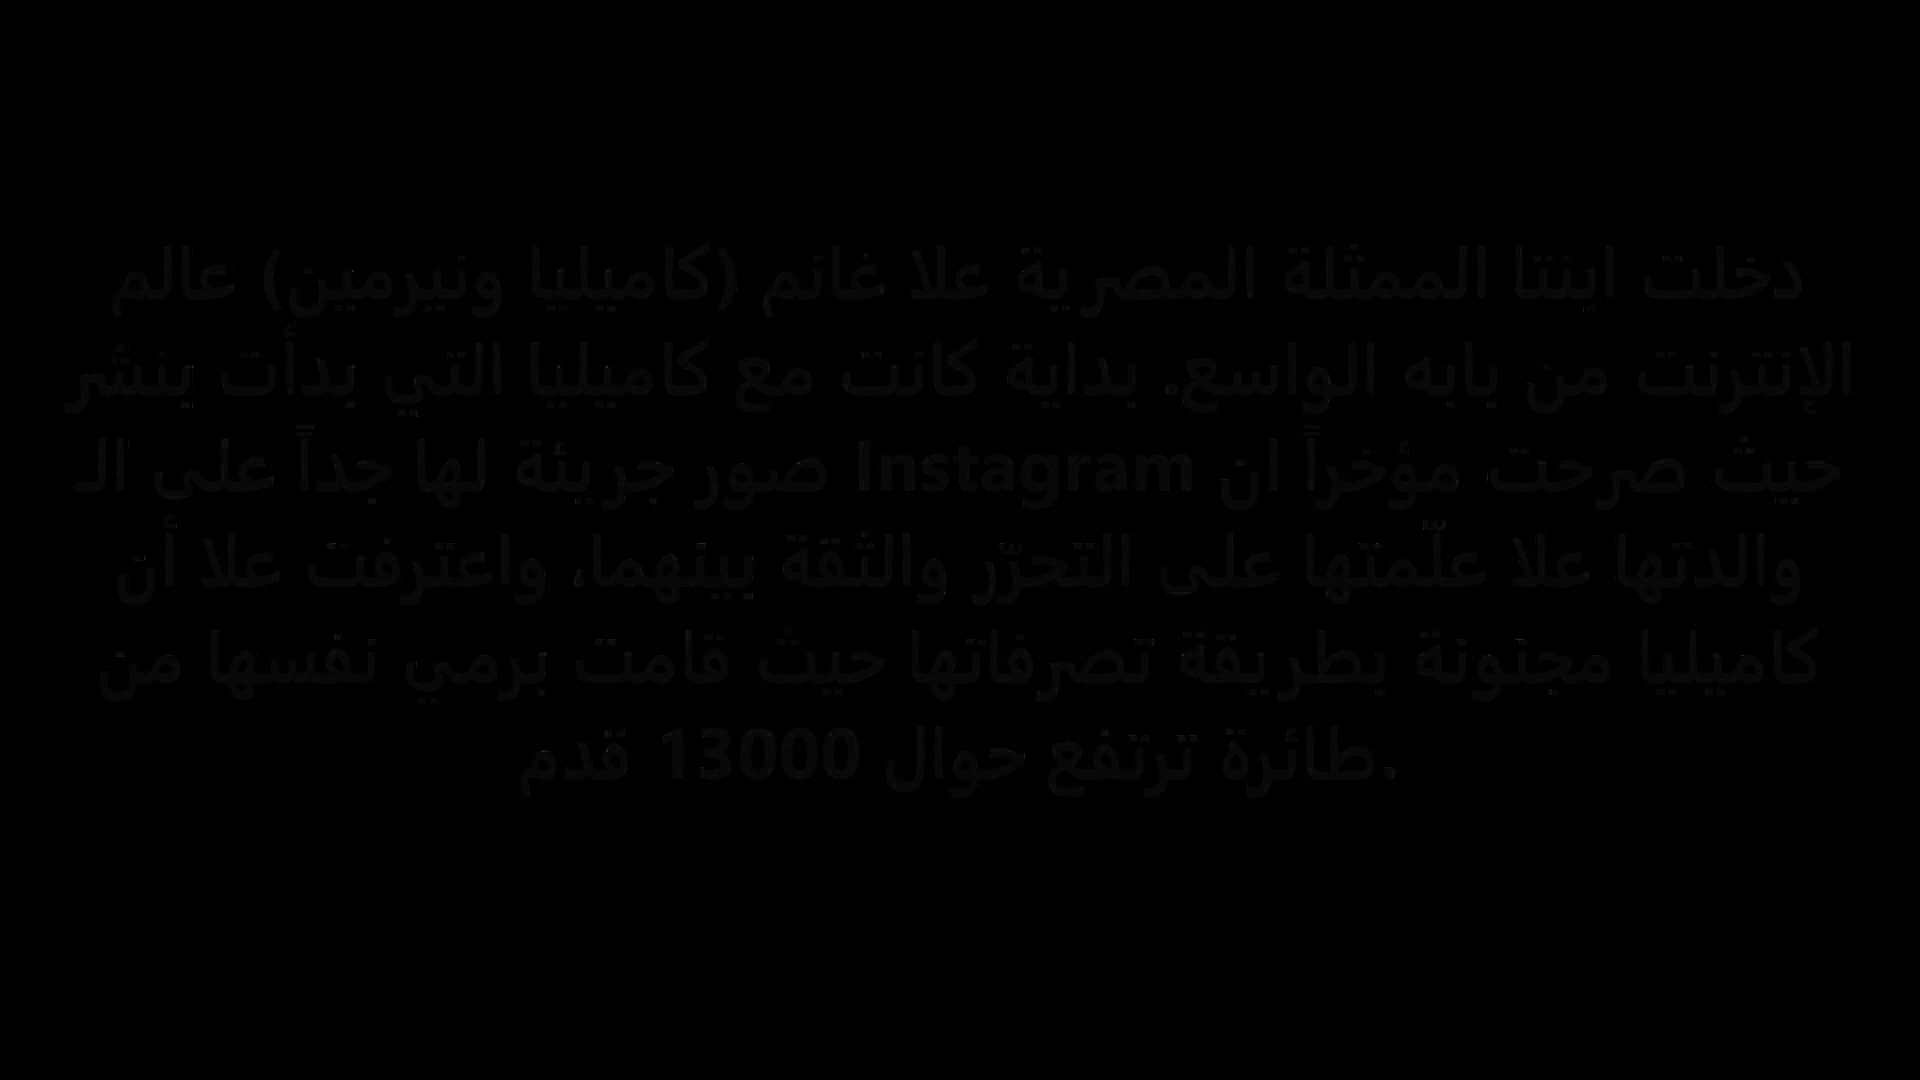 دخلت ابنتا الممثلة المصرية علا غانم (كاميليا ونيرمين) عالم
الإنترنت من بابه الواسع. بداية كانت مع كاميليا التي بدأت بنشر
حيث صرحت مؤخراً ان Instagram صور جريئة لها جداً على الـ
والدتها علا علّمتها على التحرّر والثقة بينهما، واعترفت علا أن
كاميليا مجنونة بطريقة تصرفاتها حيث قامت برمي نفسها من
.طائرة ترتفع حوال 13000 قدم